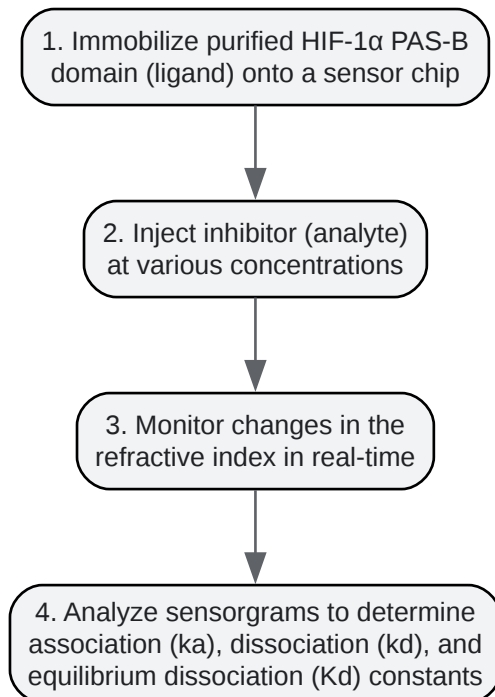 1. Immobilize purified HIF-1α PAS-B
domain (ligand) onto a sensor chip
2. Inject inhibitor (analyte)
at various concentrations
3. Monitor changes in the
refractive index in real-time
4. Analyze sensorgrams to determine
association (ka), dissociation (kd), and
equilibrium dissociation (Kd) constants